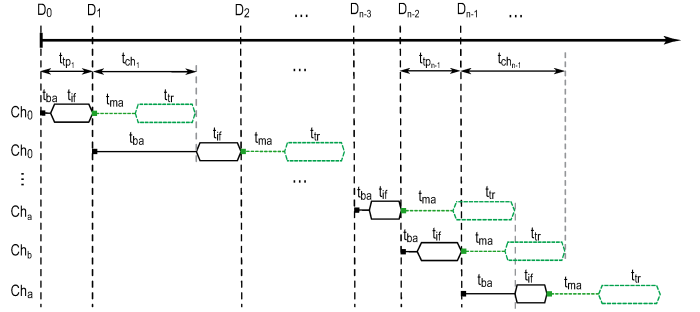 D0 D1 D2 ... Dn-3 Dn-2 Dn-1 ...
ttp1 tch1 ... ttpn-1 tchn-1
Ch0 tba tif tma ttr
Ch0 tba tif tma ttr
⋮ ...
Cha tba tif tma ttr
Chb tba tif tma ttr
Cha tba tif tma ttr